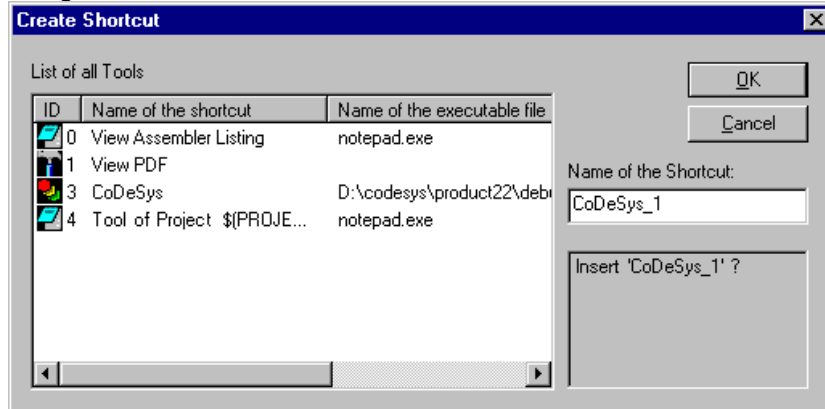 Create Shortcut
List of all Tools
OK
Cancel
ID Name of the shortcut Name of the executable file
0 View Assembler Listing notepad.exe
1 View PDF
3 CoDeSys D:\codesys\product22\debu
4 Tool of Project $(PROJE... notepad.exe
Name of the Shortcut:
CoDeSys_1
Insert 'CoDeSys_1' ?